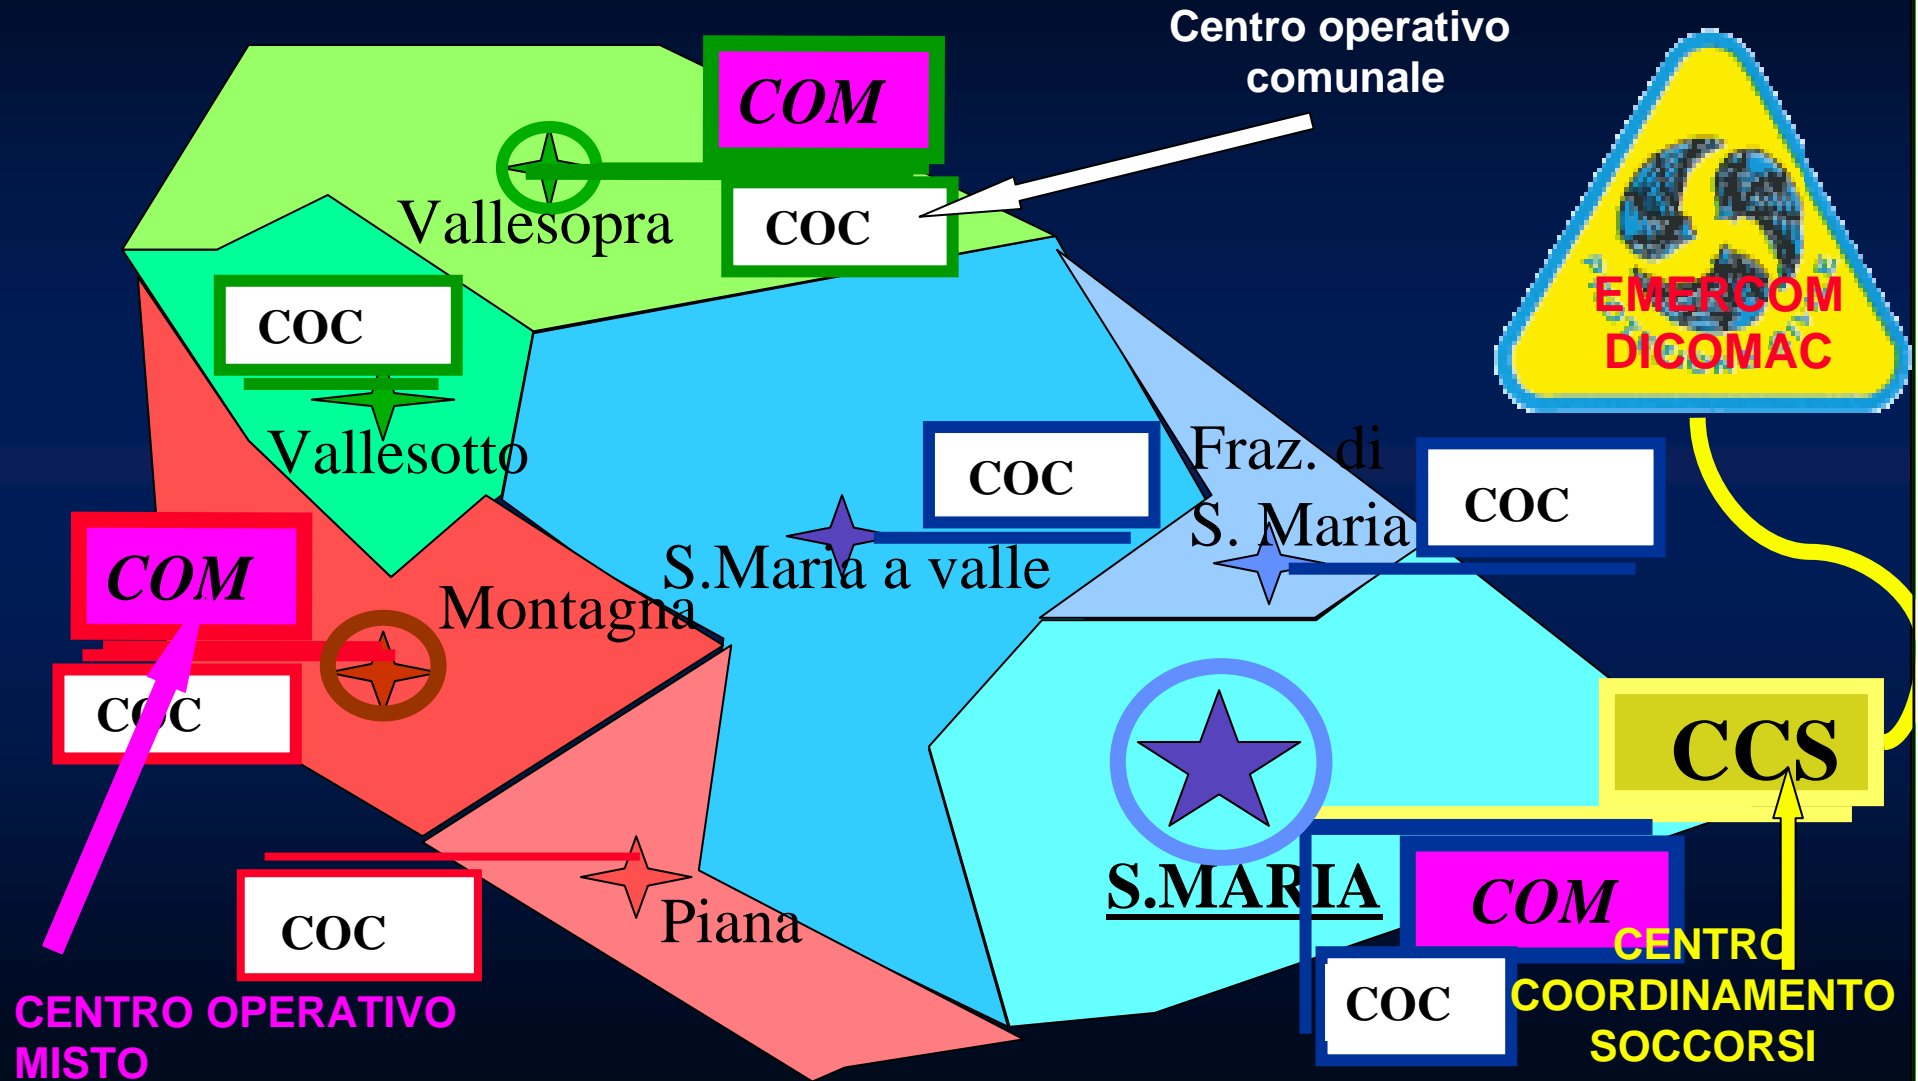 Centro operativo
comunale
COM
COC
Vallesopra
EMERCOM
DICOMAC
COC
Vallesotto
COC
Fraz. di
S. Maria
COC
S.Maria a valle
COM
Montagna
COC
CCS
S.MARIA
COM
COC
Piana
COC
CENTRO OPERATIVO
MISTO
CENTRO
COORDINAMENTO
SOCCORSI